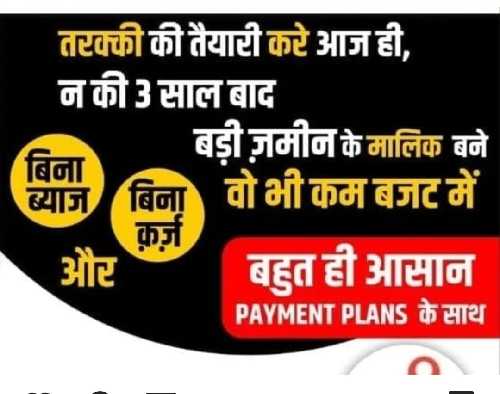 तरक्की की तैयारी करे आज ही,
न की 3 साल बाद
बड़ी ज़मीन के मालिक बने
वो भी कम बजट में
बिना
ब्याज
बिना
क़र्ज़
और
बहुत ही आसान
PAYMENT PLANS के साथ